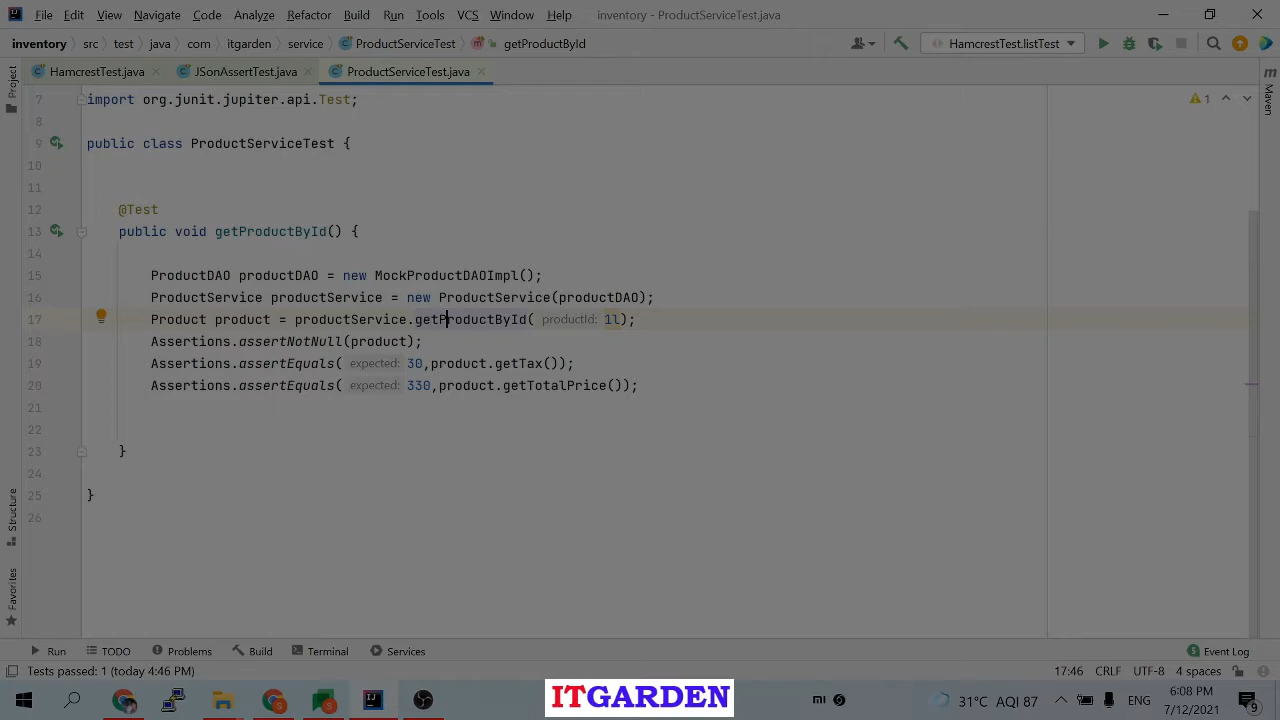 File Edit View Navigate Code Analyze Refactor Build Run Tools VCS Window Help inventory - ProductServiceTest.java
inventory src test java com itgarden service ProductServiceTest getProductById HamcrestTest.listTest
HamcrestTest.java JSonAssertTest.java ProductServiceTest.java
Project
Maven
7 import org.junit.jupiter.api.Test; 1
8
9 public class ProductServiceTest {
10
11
12 @Test
13 public void getProductById() {
14
15 ProductDAO productDAO = new MockProductDAOImpl();
16 ProductService productService = new ProductService(productDAO);
17 Product product = productService.getProductById( productId: 1l);
18 Assertions.assertNotNull(product);
19 Assertions.assertEquals( expected: 30,product.getTax());
20 Assertions.assertEquals( expected: 330,product.getTotalPrice());
21
22
23 }
24
25 }
26
Structure
Favorites
Run TODO Problems Build Terminal Services Event Log
Tests passed: 1 (today 4:46 PM) 17:46 CRLF UTF-8 4 spaces
ITGARDEN
31°C AQI 87 ENG 6:08 PM
7/12/2021 9